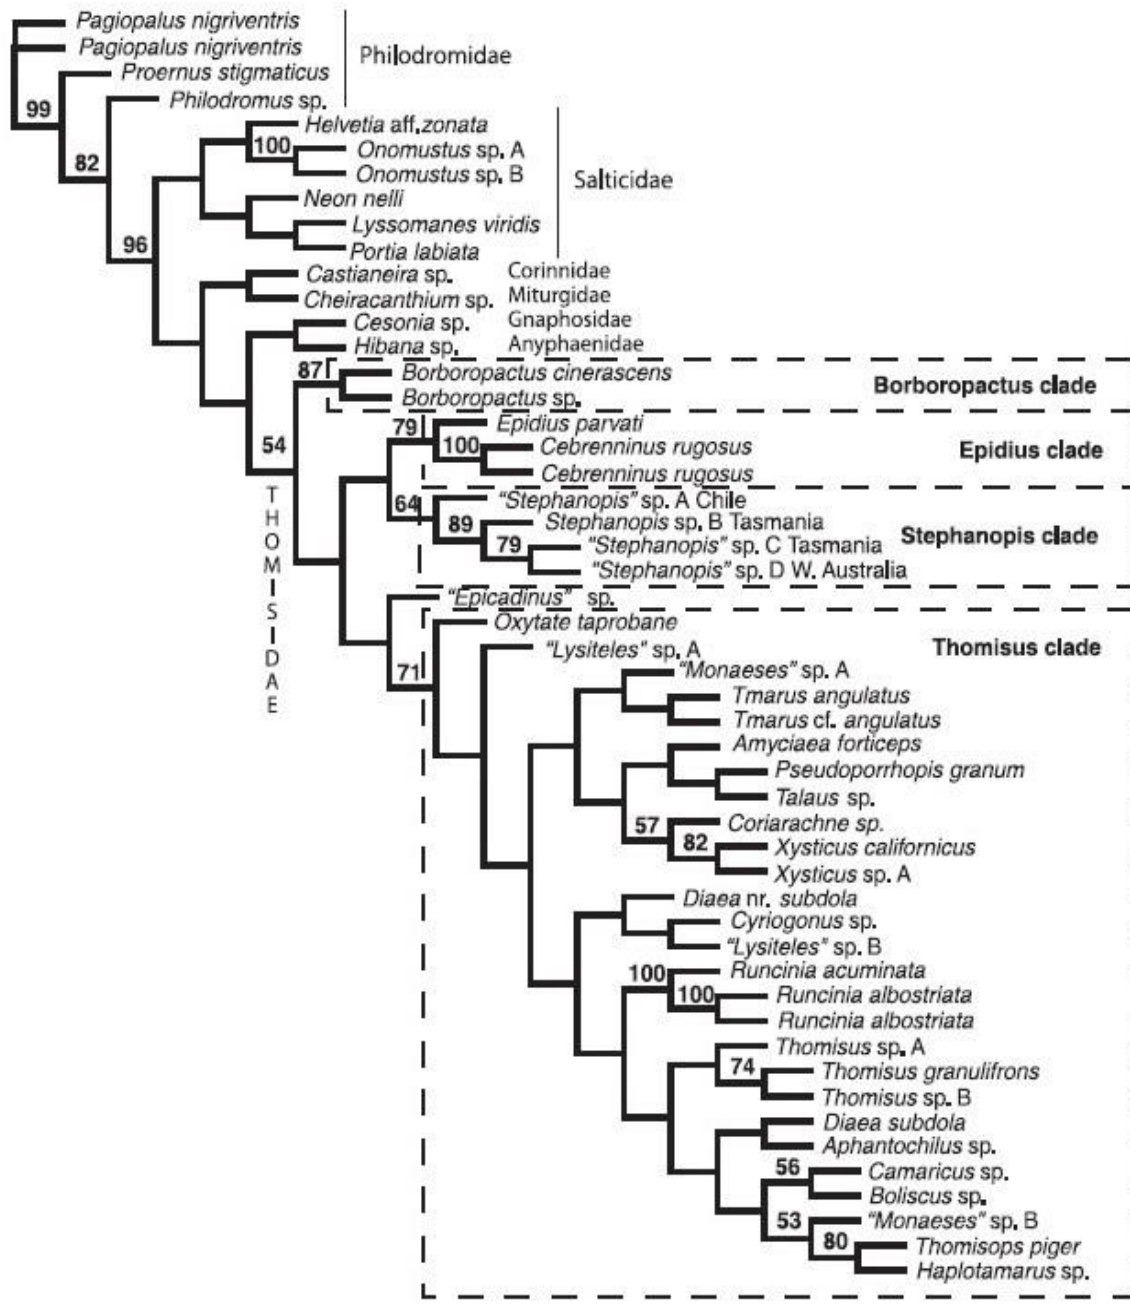 Pagiopalus nigriventris
Pagiopalus nigriventris
Philodromidae
Proernus stigmaticus
99
Philodromus sp.
Helvetia aff. zonata
100
Onomustus sp. A
82
Onomustus sp. B
Salticidae
Neon nelli
Lyssomanes viridis
96
Portia labiata
Castianeira sp. Corinnidae
Cheiracanthium sp. Miturgidae
Cesonia sp. Gnaphosidae
Hibana sp. Anyphaenidae
87
Borboropactus cinerascens
Borboropactus clade
Borboropactus sp.
79
Epidius parvati
54
100
Cebrenninus rugosus
Epidius clade
Cebrenninus rugosus
THOMISIDAE
64
"Stephanopis" sp. A Chile
89
Stephanopis sp. B Tasmania
Stephanopis clade
79
"Stephanopis" sp. C Tasmania
"Stephanopis" sp. D W. Australia
"Epicadinus" sp.
Oxytate taprobane
71
"Lysiteles" sp. A
Thomisus clade
"Monaeses" sp. A
Tmarus angulatus
Tmarus cf. angulatus
Amyciaea forticeps
Pseudoporrhopis granum
Talaus sp.
57
Coriarachne sp.
82
Xysticus californicus
Xysticus sp. A
Diaea nr. subdola
Cyriogonus sp.
"Lysiteles" sp. B
100
Runcinia acuminata
100
Runcinia albostriata
Runcinia albostriata
Thomisus sp. A
74
Thomisus granulifrons
Thomisus sp. B
Diaea subdola
Aphantochilus sp.
56
Camaricus sp.
Boliscus sp.
53
"Monaeses" sp. B
80
Thomisops piger
Haplotamarus sp.